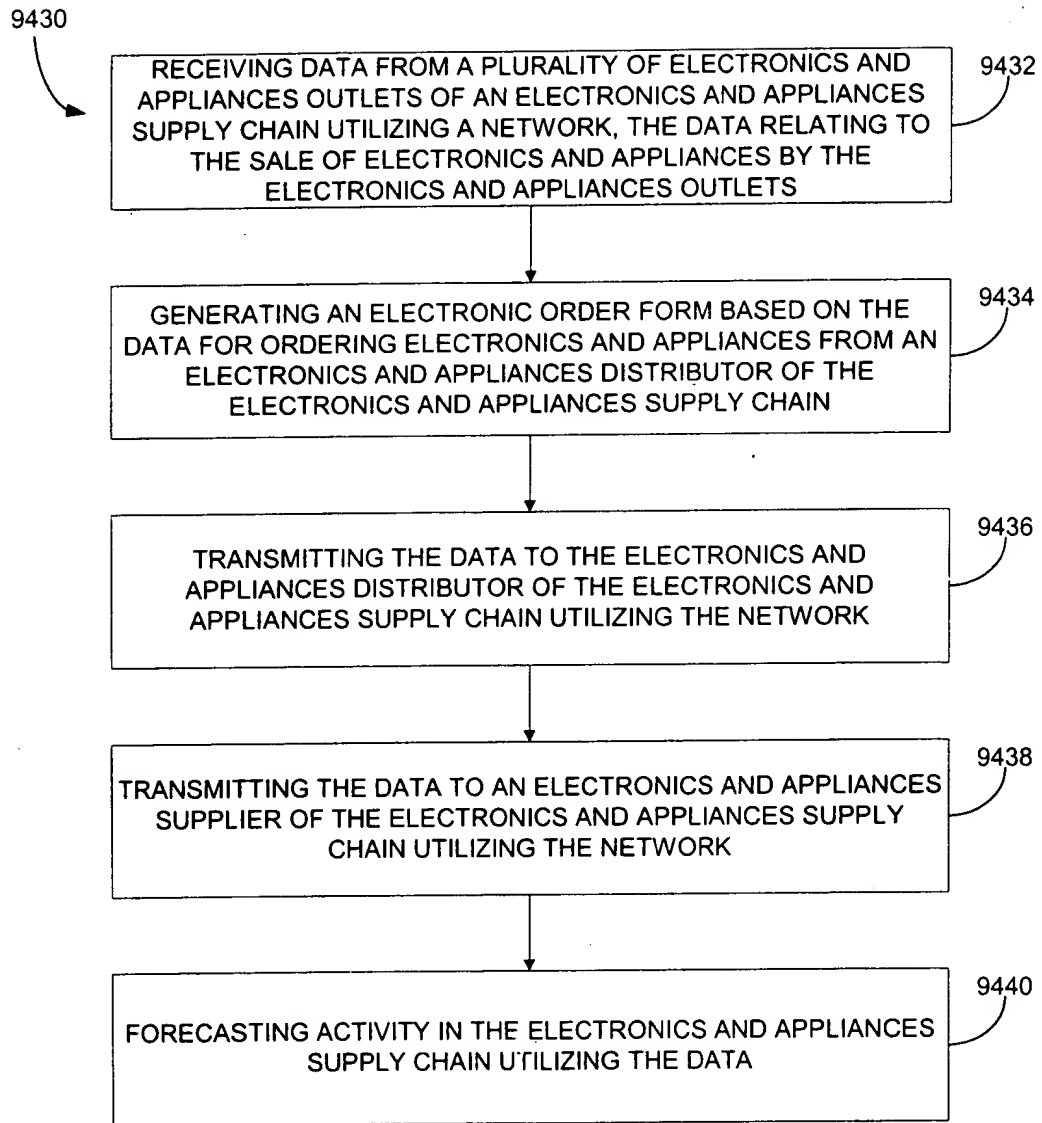 9430
RECEIVING DATA FROM A PLURALITY OF ELECTRONICS AND
APPLIANCES OUTLETS OF AN ELECTRONICS AND APPLIANCES
SUPPLY CHAIN UTILIZING A NETWORK, THE DATA RELATING TO
THE SALE OF ELECTRONICS AND APPLIANCES BY THE
ELECTRONICS AND APPLIANCES OUTLETS
9432
GENERATING AN ELECTRONIC ORDER FORM BASED ON THE
DATA FOR ORDERING ELECTRONICS AND APPLIANCES FROM AN
ELECTRONICS AND APPLIANCES DISTRIBUTOR OF THE
ELECTRONICS AND APPLIANCES SUPPLY CHAIN
9434
TRANSMITTING THE DATA TO THE ELECTRONICS AND
APPLIANCES DISTRIBUTOR OF THE ELECTRONICS AND
APPLIANCES SUPPLY CHAIN UTILIZING THE NETWORK
9436
TRANSMITTING THE DATA TO AN ELECTRONICS AND APPLIANCES
SUPPLIER OF THE ELECTRONICS AND APPLIANCES SUPPLY
CHAIN UTILIZING THE NETWORK
9438
FORECASTING ACTIVITY IN THE ELECTRONICS AND APPLIANCES
SUPPLY CHAIN UTILIZING THE DATA
9440